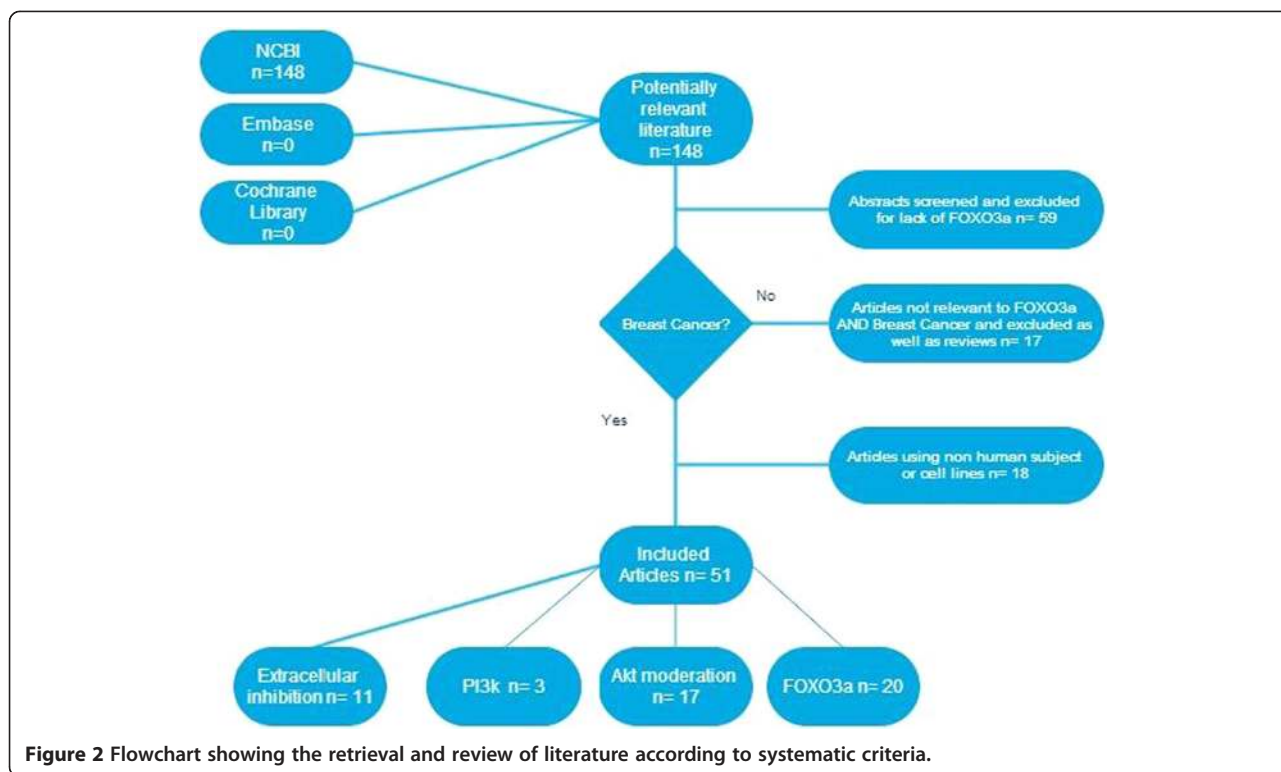 NCBI
n=148
Embase
n=0
Cochrane
Library
n=0
Potentially
relevant
literature
n=148
Abstracts screened and excluded
for lack of FOXO3a n= 59
Breast Cancer?
No
Articles not relevant to FOXO3a
AND Breast Cancer and excluded as
well as reviews n= 17
Yes
Articles using non human subject
or cell lines n= 18
Included
Articles n= 51
Extracellular
inhibition n= 11
PI3k n= 3
Akt moderation
n= 17
FOXO3a n= 20
Figure 2 Flowchart showing the retrieval and review of literature according to systematic criteria.